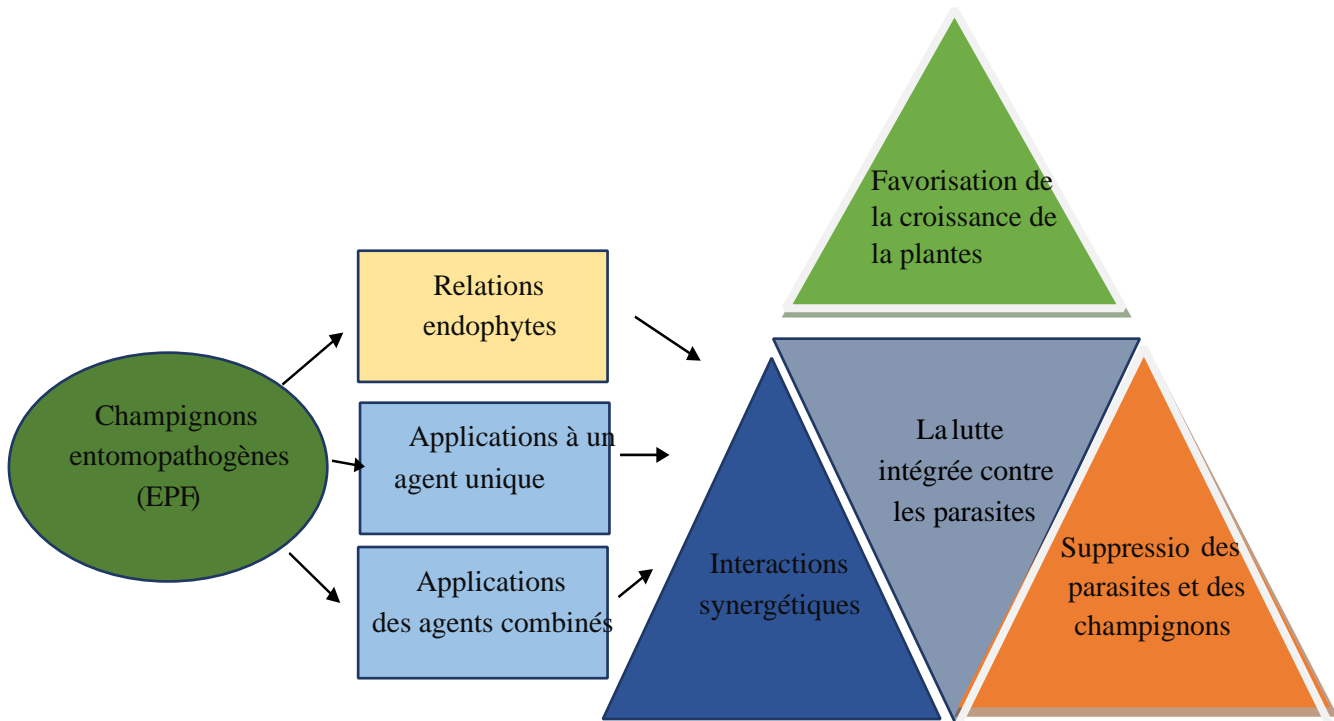 Champignons
entomopathogènes
(EPF)
Relations
endophytes
Applications à un
agent unique
Applications
des agents combinés
Favorisation de
la croissance de
la plantes
Interactions
synergétiques
La lutte
intégrée contre
les parasites
Suppressio des
parasites et des
champignons